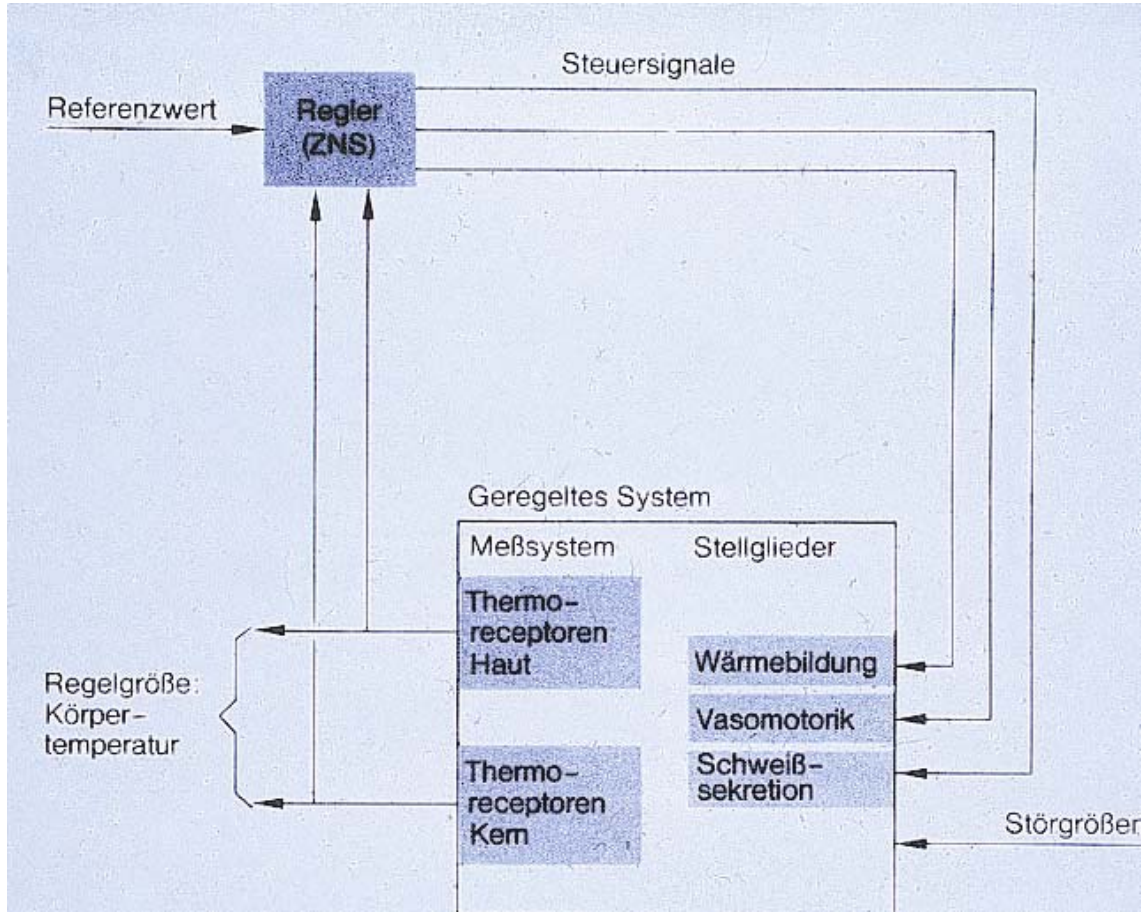 Steuersignale
Referenzwert
Regler
(ZNS)
Geregeltes System
Meßsystem
Stellglieder
Thermo-
receptoren
Haut
Wärmebildung
Vasomotorik
Schweiß-
sekretion
Regelgröße:
Körper-
temperatur
Thermo-
receptoren
Kern
Störgrößen